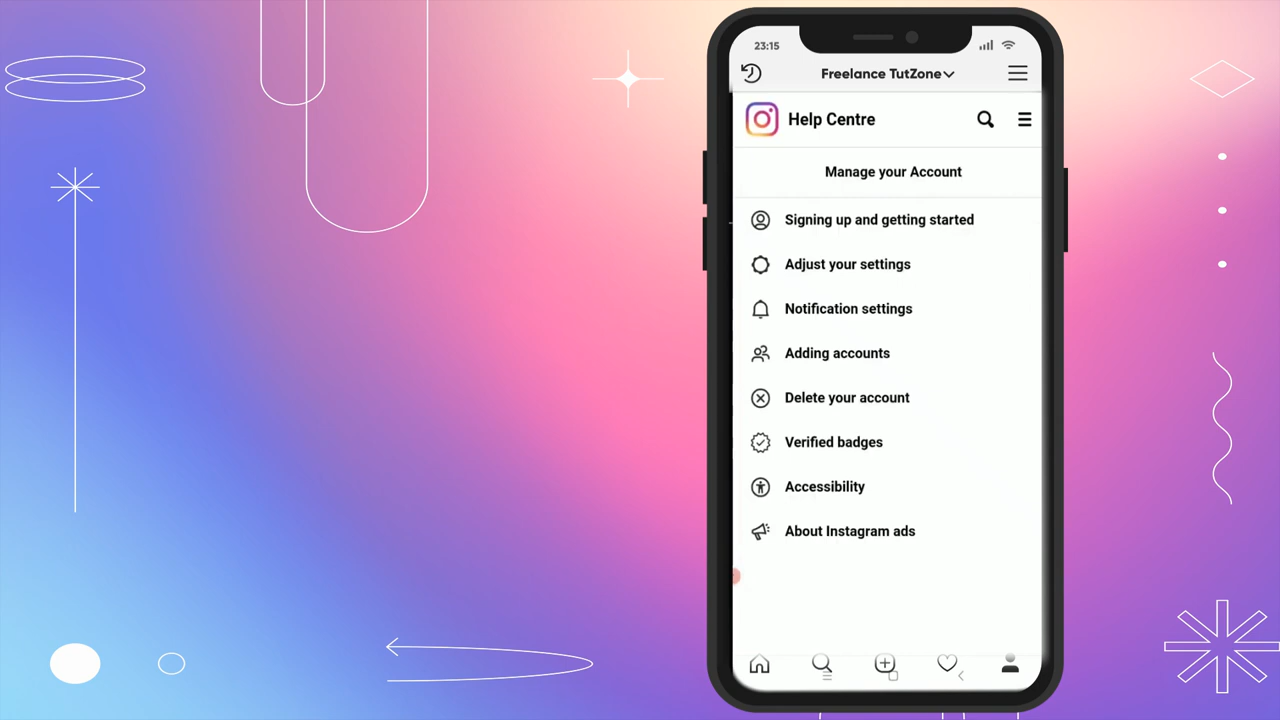 23:15
Freelance TutZone
Help Centre
Manage your Account
Signing up and getting started
Adjust your settings
Notification settings
Adding accounts
Delete your account
Verified badges
Accessibility
About Instagram ads